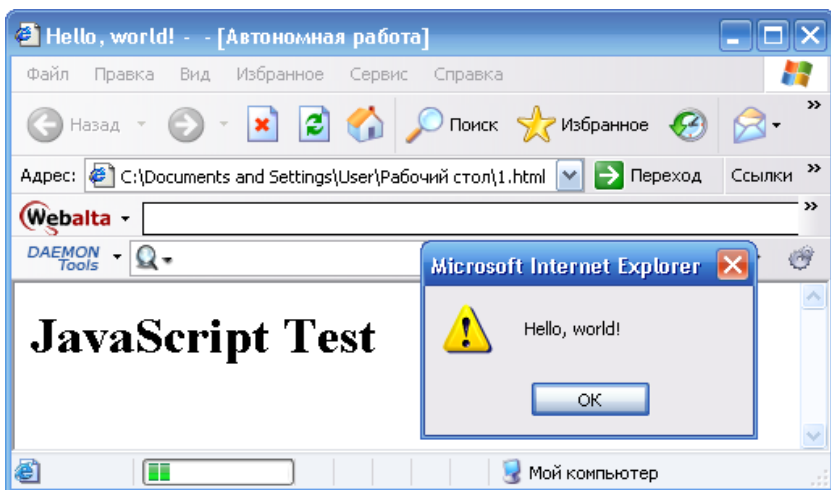 Hello, world! - - [Автономная работа]
Файл Правка Вид Избранное Сервис Справка
Назад Поиск Избранное »
Адрес: C:\Documents and Settings\User\Рабочий стол\1.html Переход Ссылки »
Webalta »
DAEMON Tools
Microsoft Internet Explorer
JavaScript Test
Hello, world!
OK
Мой компьютер